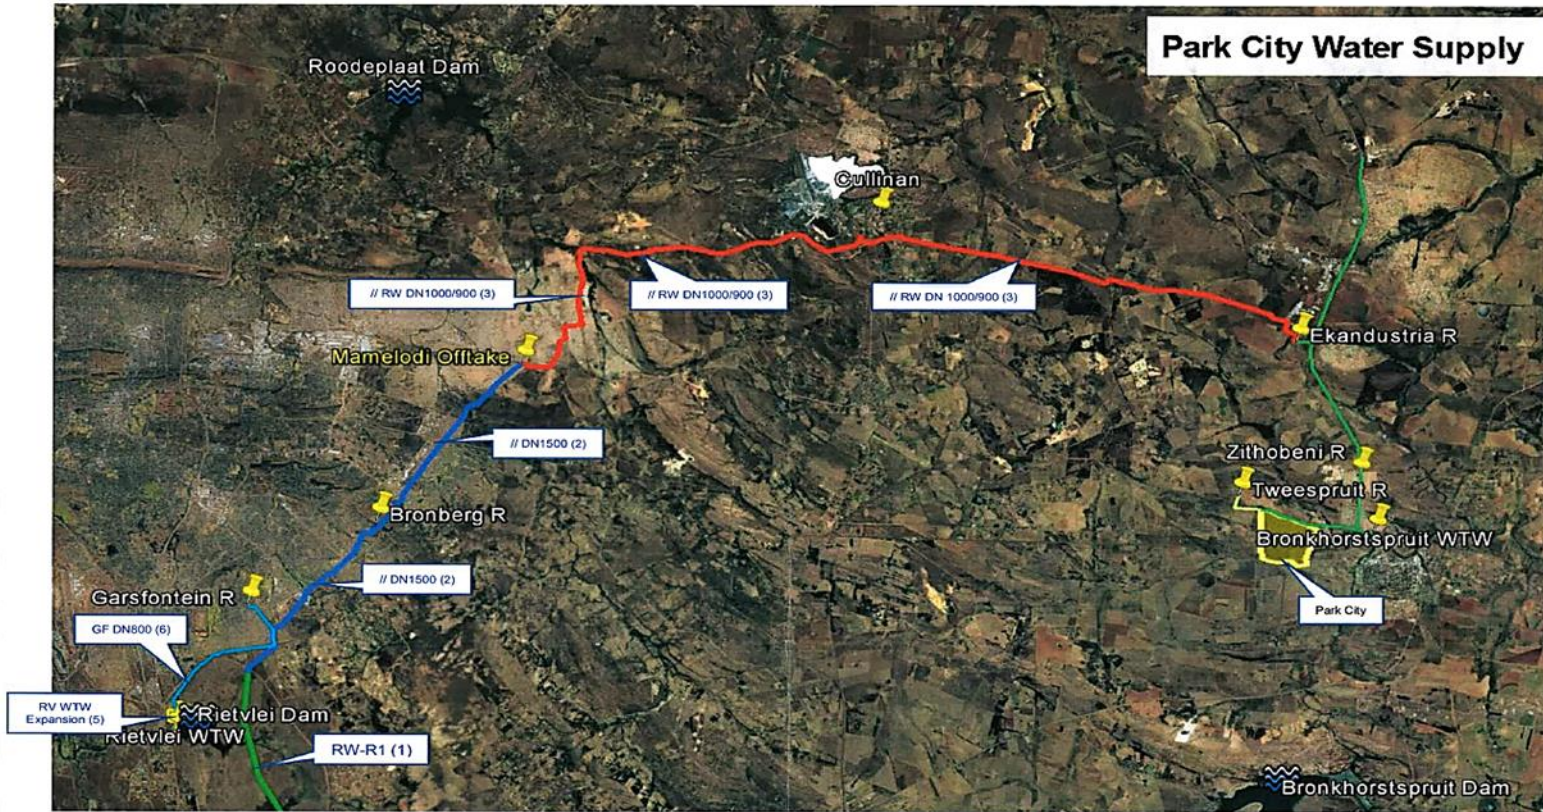 Park City Water Supply
Roodeplaat Dam
Cullinan
// RW DN1000/900 (3)
// RW DN1000/900 (3)
// RW DN 1000/900 (3)
Mamelodi Offtake
Ekandustria R
// DN1500 (2)
Zithobeni R
Tweespruit R
Bronberg R
Bronkhorstspruit WTW
// DN1500 (2)
Garsfontein R
Park City
GF DN800 (6)
RV WTW
Expansion (5)
Rietvlei Dam
Rietvlei WTW
RW-R1 (1)
Bronkhorstspruit Dam